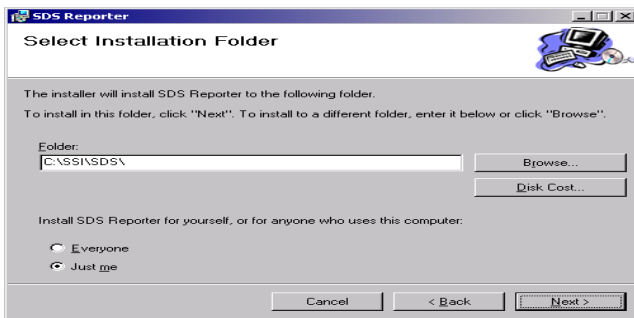 SDS Reporter
Select Installation Folder
The installer will install SDS Reporter to the following folder.
To install in this folder, click "Next". To install to a different folder, enter it below or click "Browse".
Folder:
C:\SSI\SDS\
Browse...
Disk Cost...
Install SDS Reporter for yourself, or for anyone who uses this computer:
Everyone
Just me
Cancel
< Back
Next >